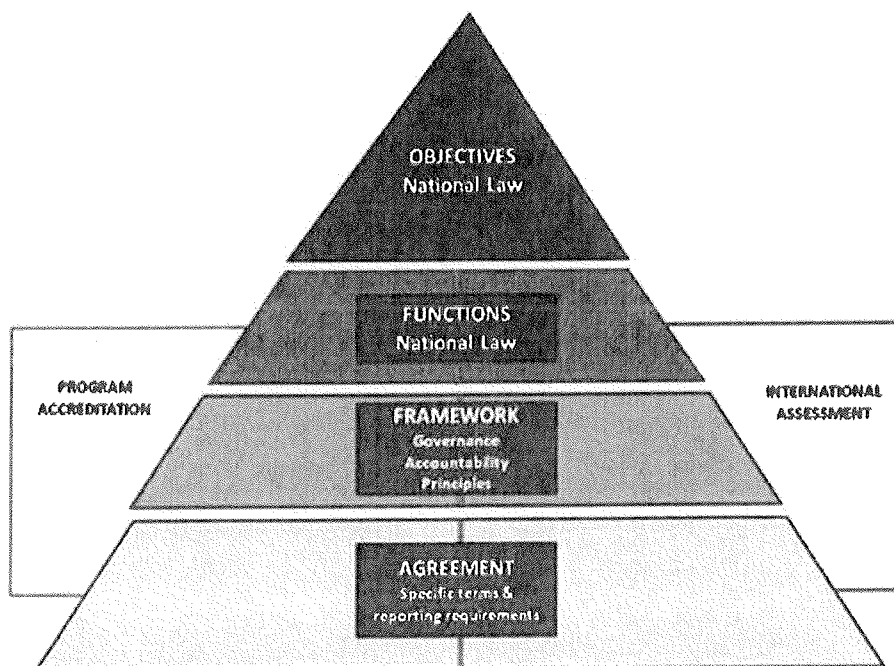 OBJECTIVES
National Law
FUNCTIONS
National Law
PROGRAM
ACCREDITATION
INTERNATIONAL
ASSESSMENT
FRAMEWORK
Governance
Accountability
Principles
AGREEMENT
Specific terms &
reporting requirements